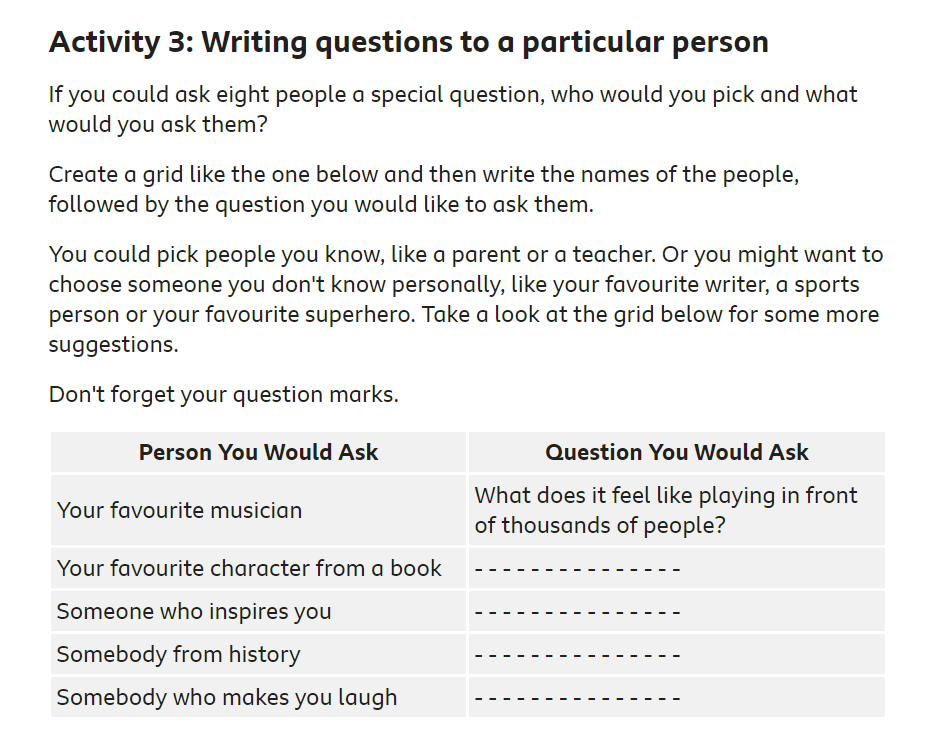 Activity 3: Writing questions to a particular person
If you could ask eight people a special question, who would you pick and what
would you ask them?
Create a grid like the one below and then write the names of the people,
followed by the question you would like to ask them.
You could pick people you know, like a parent or a teacher. Or you might want to
choose someone you don't know personally, like your favourite writer, a sports
person or your favourite superhero. Take a look at the grid below for some more
suggestions.
Don't forget your question marks.
Person You Would Ask
Question You Would Ask
Your favourite musician
What does it feel like playing in front
of thousands of people?
Your favourite character from a book
- - - - - - - - - - - - - - -
Someone who inspires you
- - - - - - - - - - - - - - -
Somebody from history
- - - - - - - - - - - - - - -
Somebody who makes you laugh
- - - - - - - - - - - - - - -